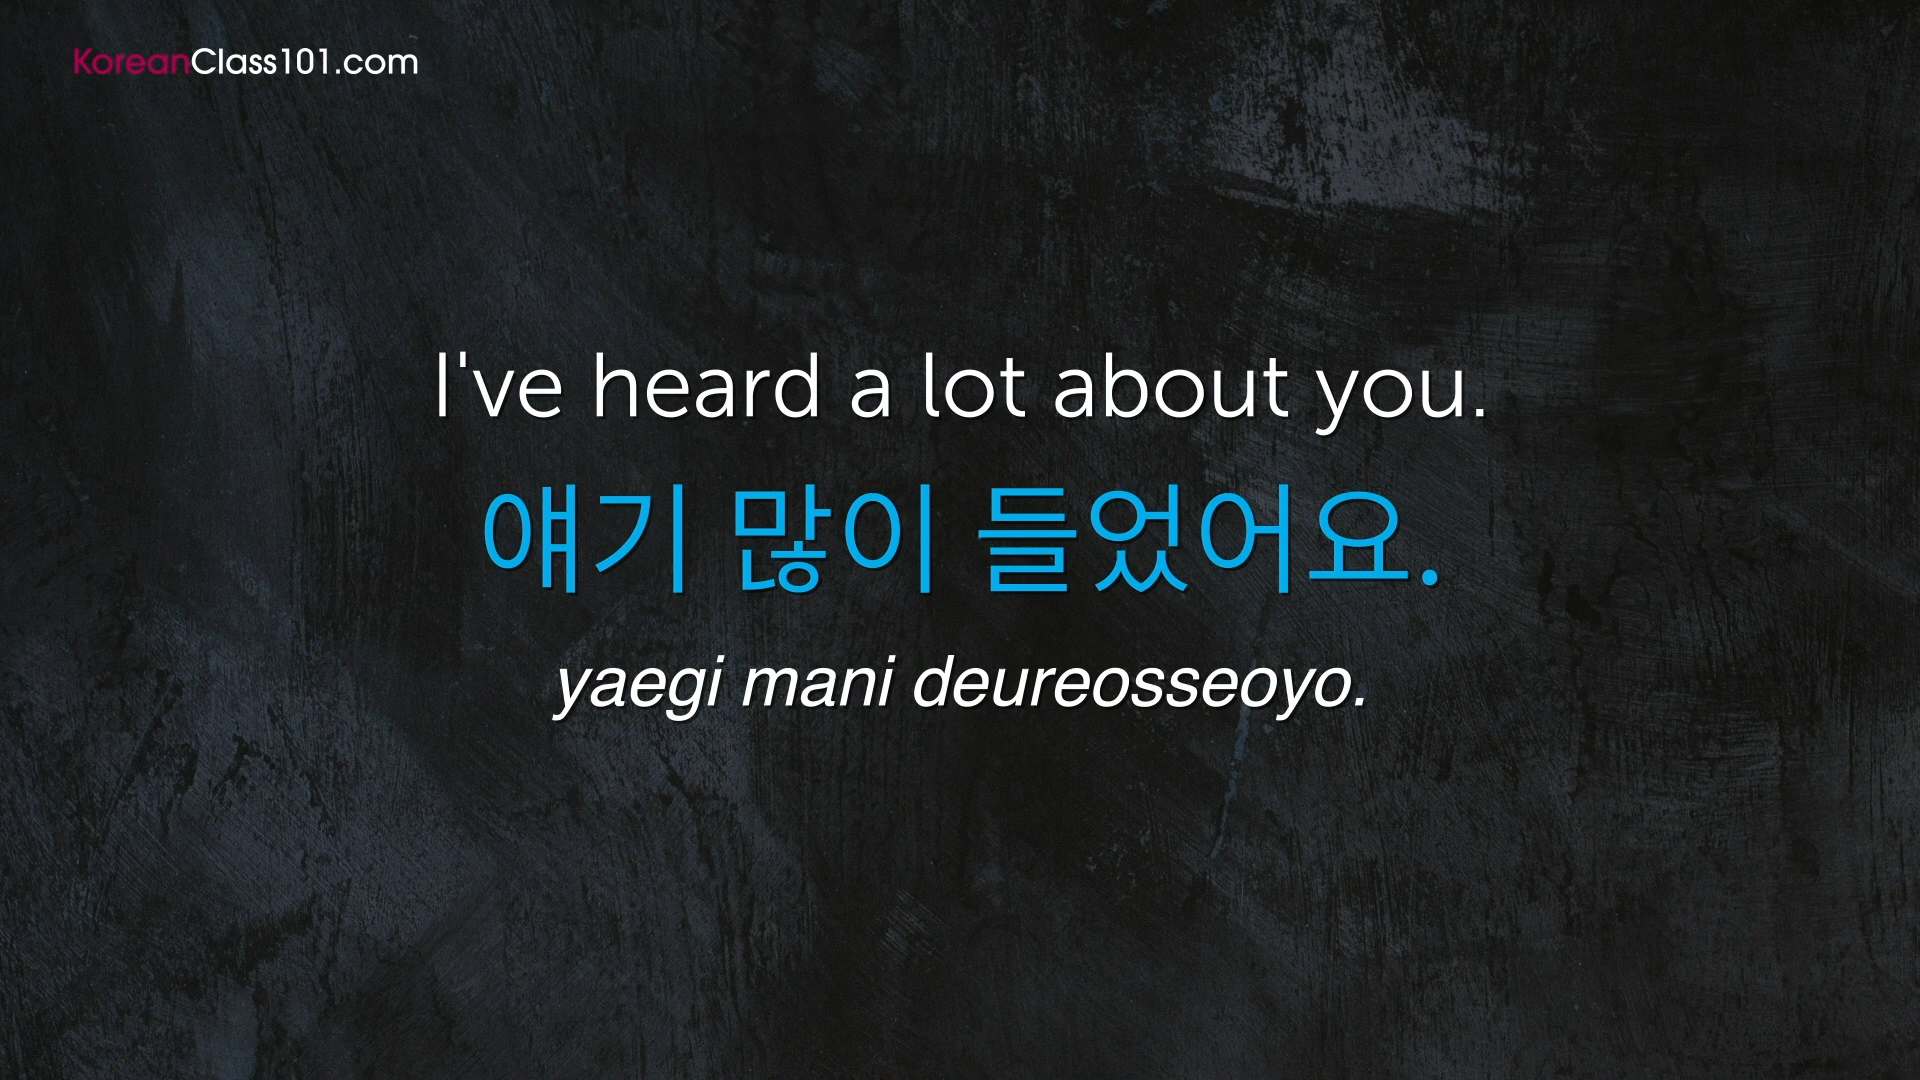 KoreanClass101.com
I've heard a lot about you.
얘기 많이 들었어요.
yaegi mani deureosseoyo.